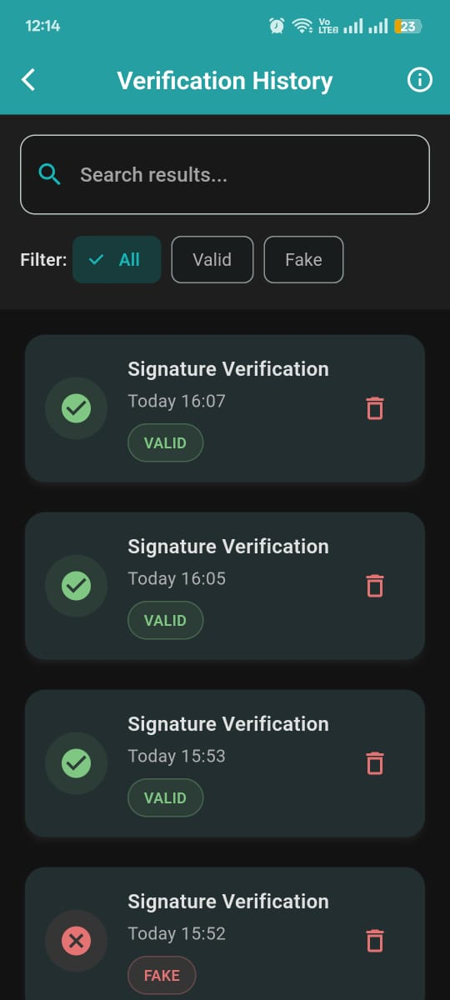 12:14
Vo
LTE
23
Verification History
Search results...
Filter: All Valid Fake
Signature Verification
Today 16:07
VALID
Signature Verification
Today 16:05
VALID
Signature Verification
Today 15:53
VALID
Signature Verification
Today 15:52
FAKE